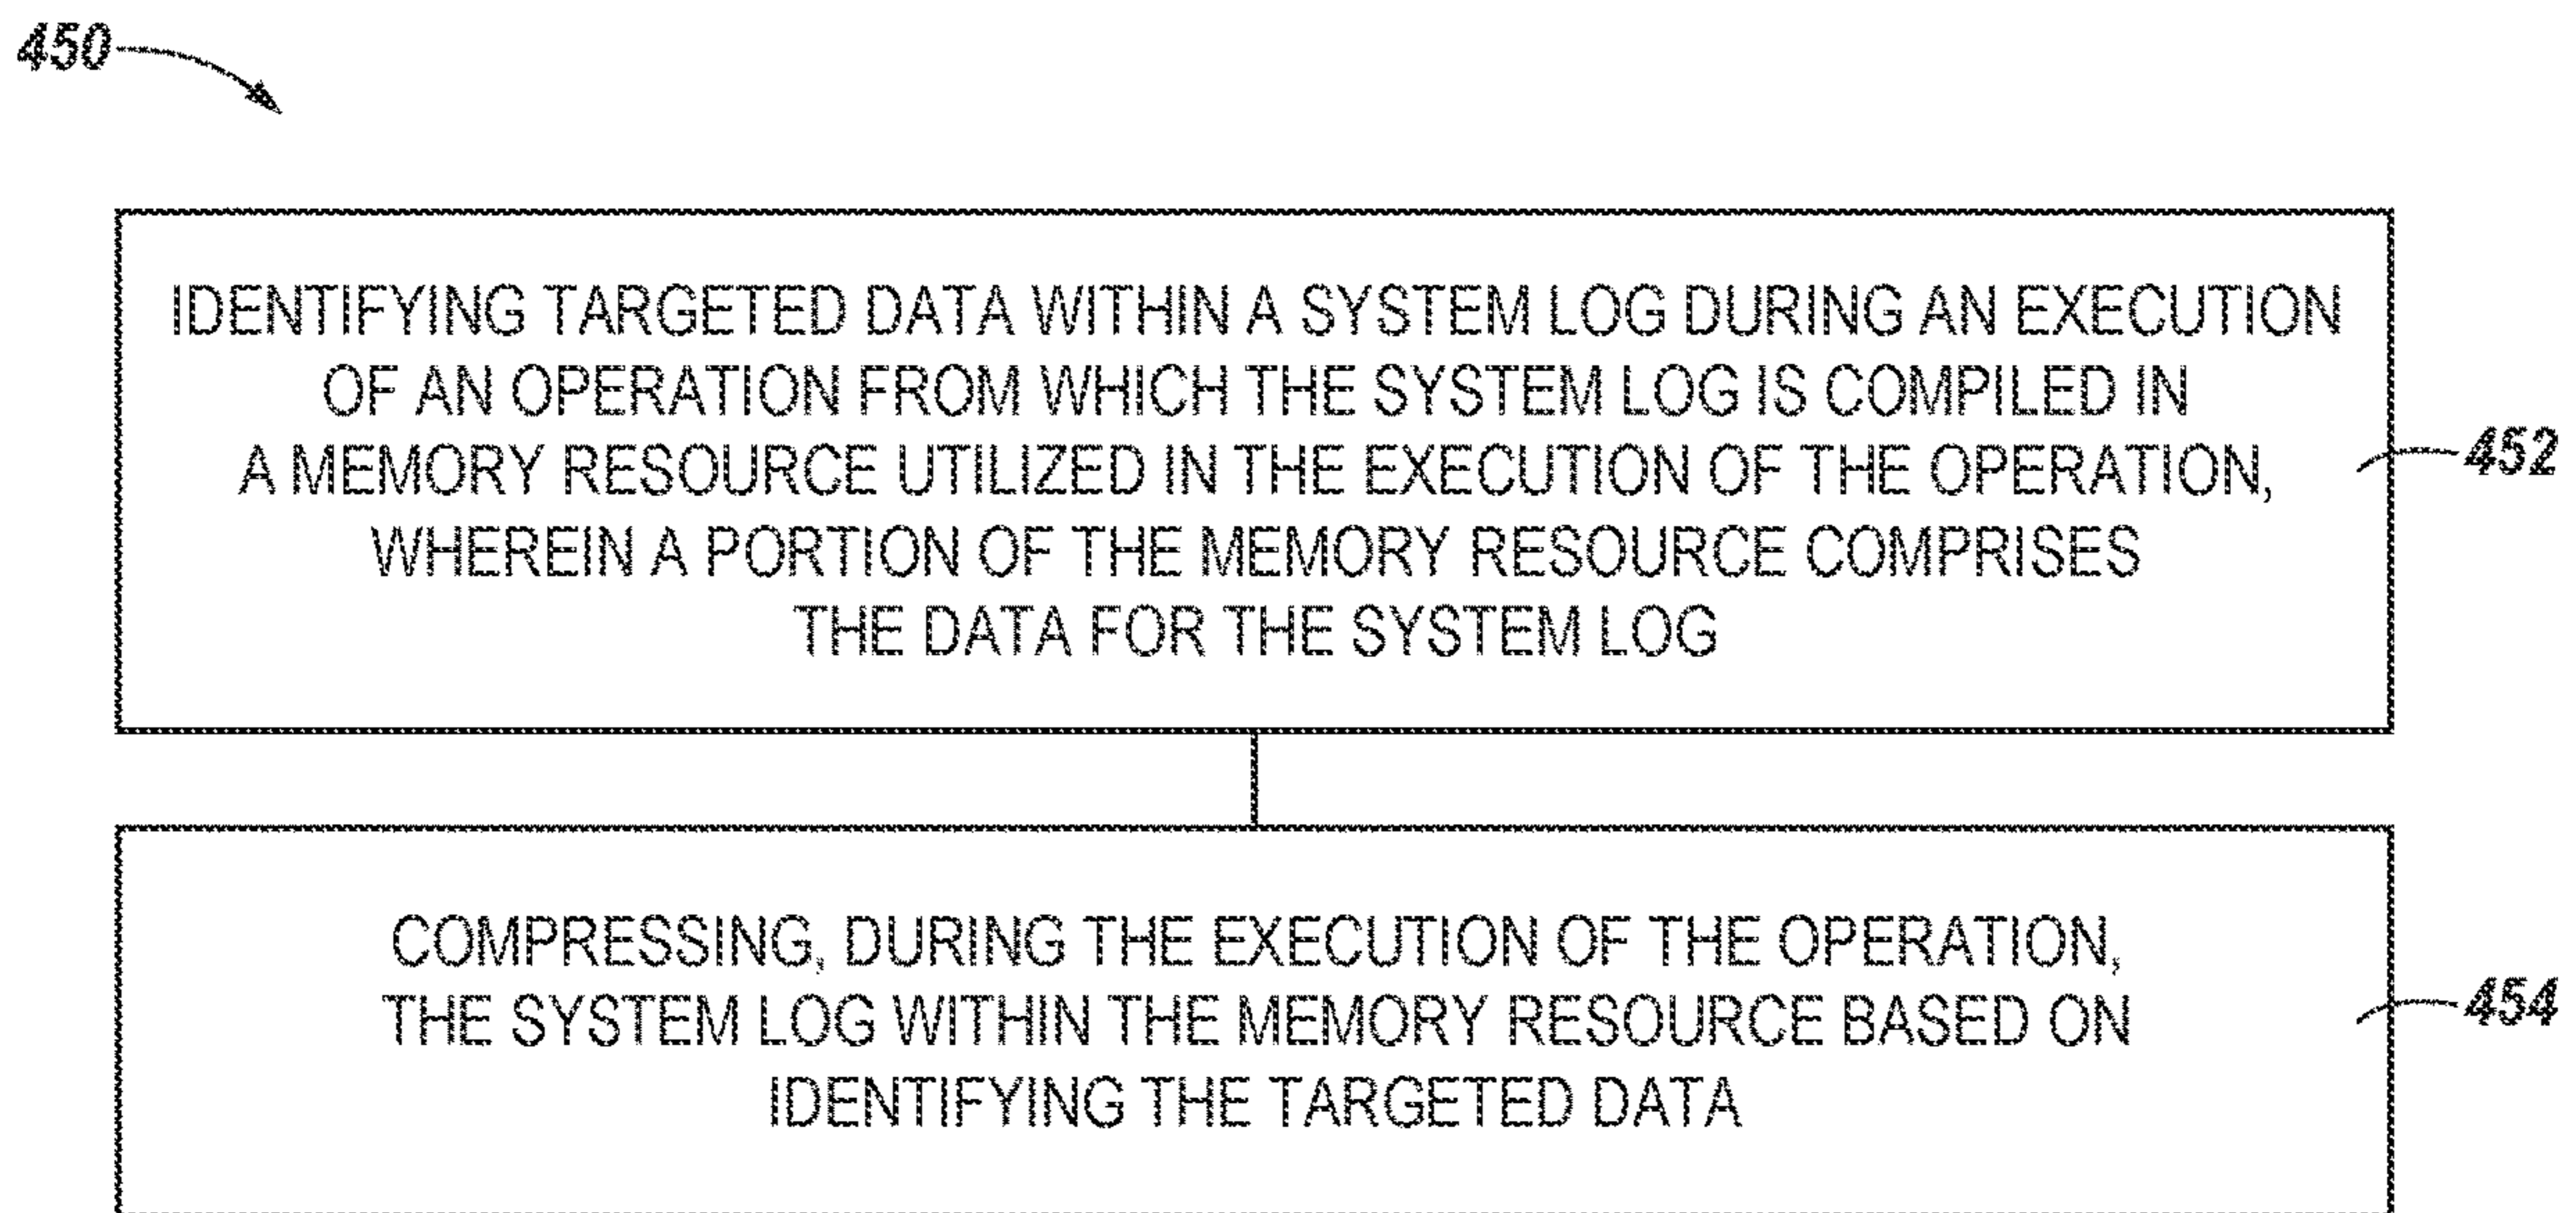 450
IDENTIFYING TARGETED DATA WITHIN A SYSTEM LOG DURING AN EXECUTION
OF AN OPERATION FROM WHICH THE SYSTEM LOG IS COMPILED IN
A MEMORY RESOURCE UTILIZED IN THE EXECUTION OF THE OPERATION,
WHEREIN A PORTION OF THE MEMORY RESOURCE COMPRISES
THE DATA FOR THE SYSTEM LOG
452
COMPRESSING, DURING THE EXECUTION OF THE OPERATION,
THE SYSTEM LOG WITHIN THE MEMORY RESOURCE BASED ON
IDENTIFYING THE TARGETED DATA
454